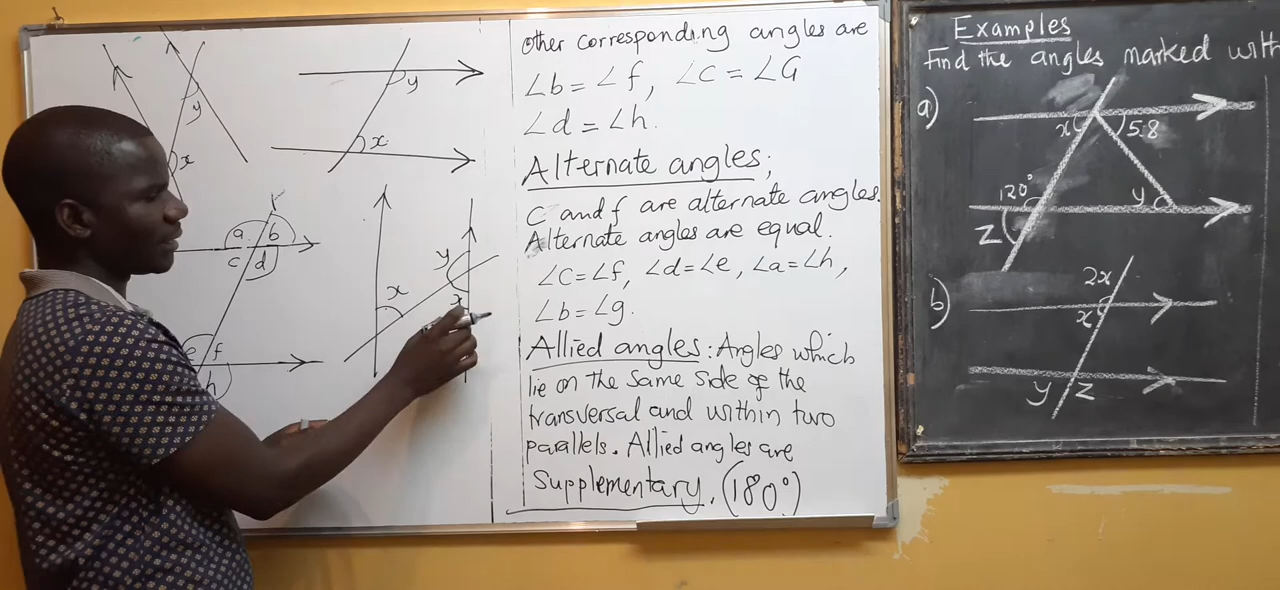 y
x
y
x
a
b
c
d
e
f
h
x
y
x
Other corresponding angles are
∠b = ∠f, ∠c = ∠G
∠d = ∠h.
Alternate angles;
C and f are alternate angles.
Alternate angles are equal.
∠c = ∠f, ∠d = ∠e, ∠a = ∠h,
∠b = ∠g.
Allied angles: Angles which
lie on the same side of the
transversal and within two
parallels. Allied angles are
Supplementary. (180°)
Examples
Find the angles marked with
a)
x
58
120°
y
Z
b)
2x
x
y
Z